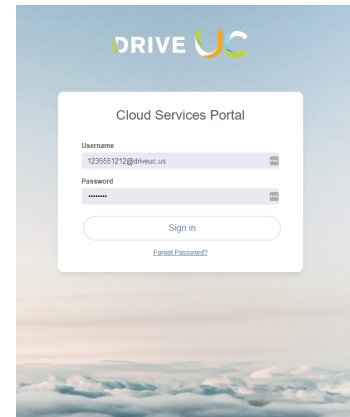 DRIVE UC
Cloud Services Portal
Username
1235551212@driveuc.us
Password
••••••••
Sign in
Forgot Password?